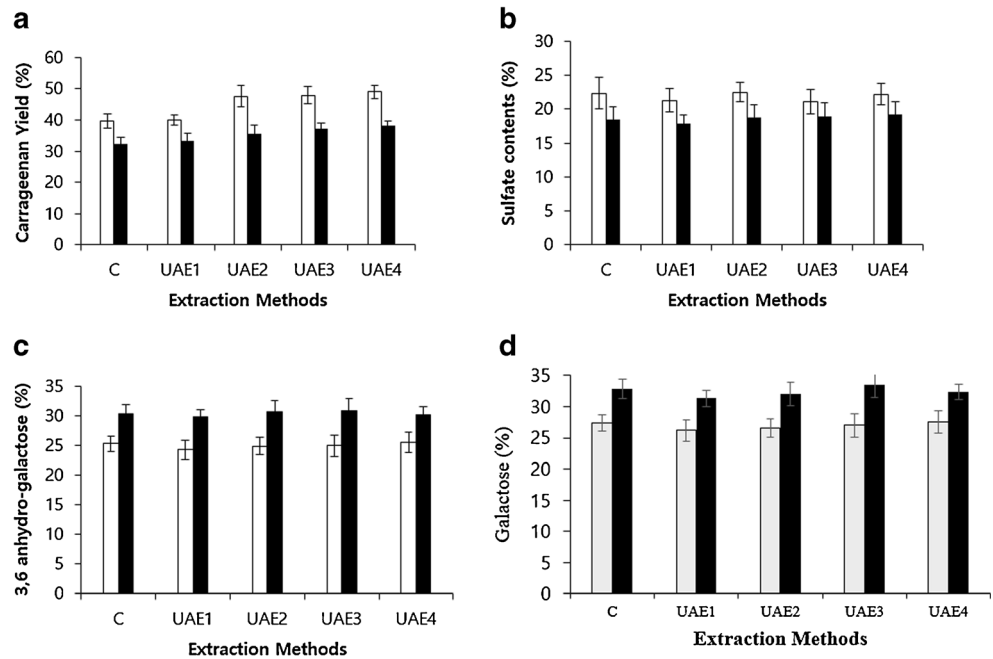 a
Carrageenan Yield (%)
60
50
40
30
20
10
0
C UAE1 UAE2 UAE3 UAE4
Extraction Methods
b
Sulfate contents (%)
30
25
20
15
10
5
0
C UAE1 UAE2 UAE3 UAE4
Extraction Methods
c
3,6 anhydro-galactose (%)
35
30
25
20
15
10
5
0
C UAE1 UAE2 UAE3 UAE4
Extraction Methods
d
Galactose (%)
35
30
25
20
15
10
5
0
C UAE1 UAE2 UAE3 UAE4
Extraction Methods